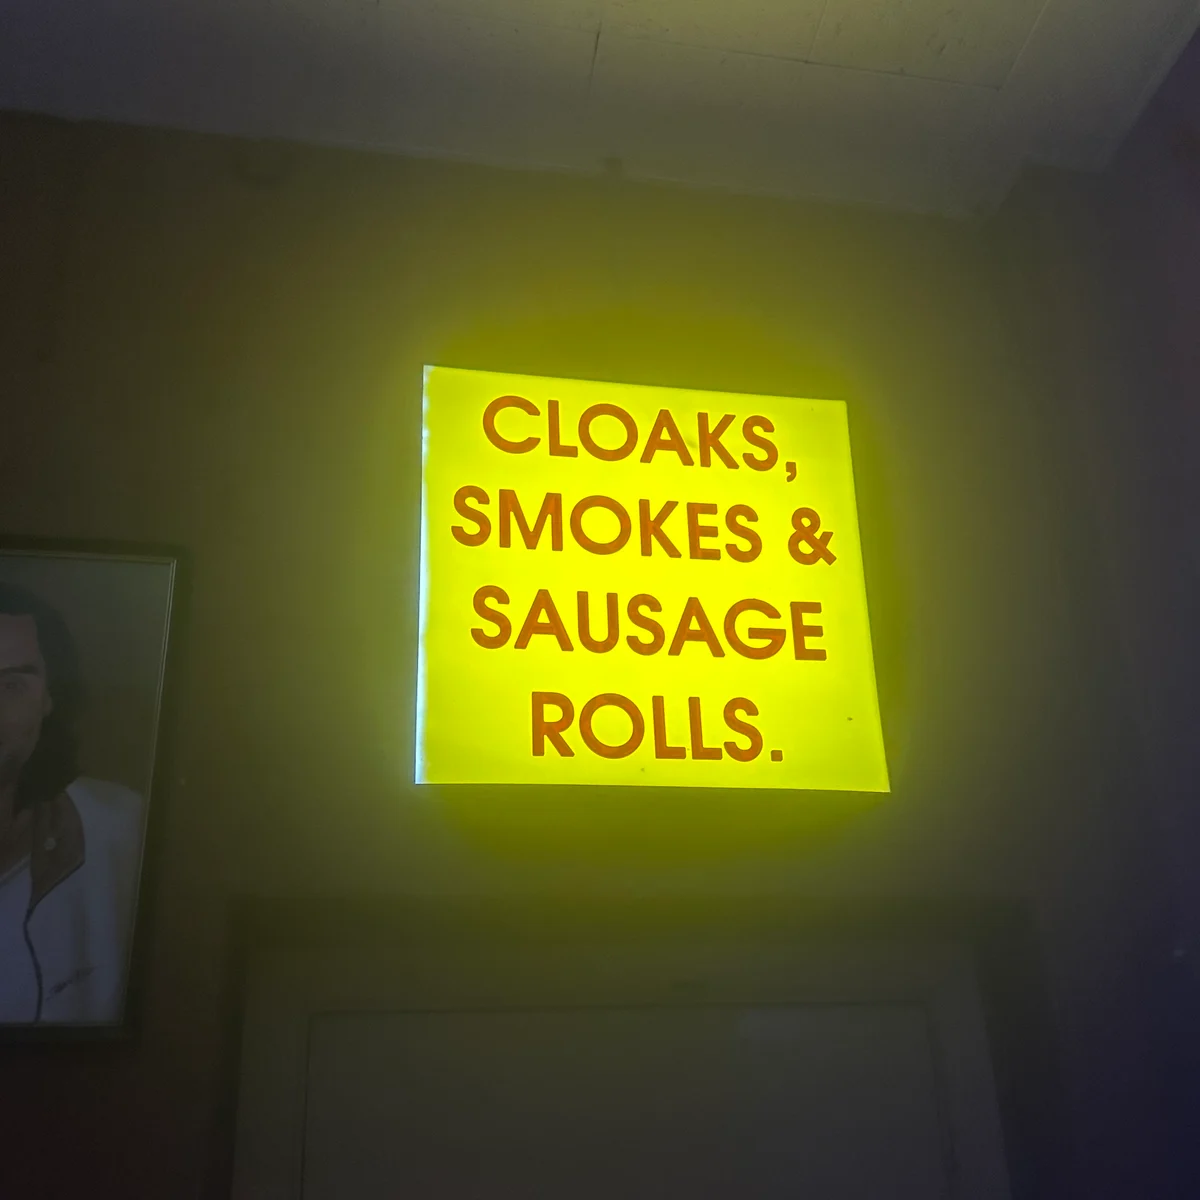 CLOAKS,
SMOKES &
SAUSAGE
ROLLS.